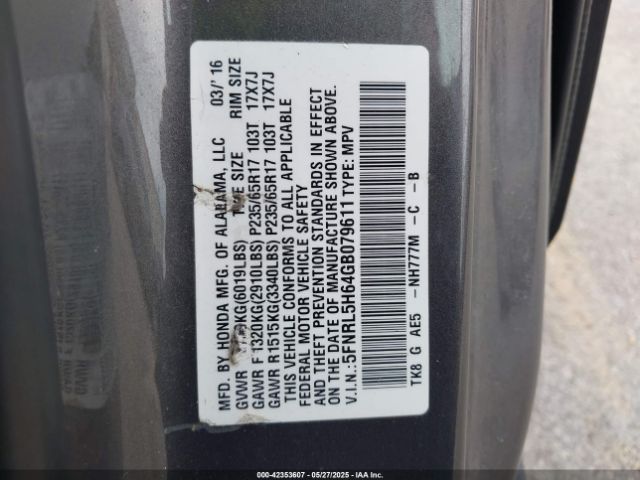 MFD. BY HONDA MFG. OF ALABAMA, LLC 03/'16
GVWR KG(6019LBS) SIZE RIM SIZE
GAWR F 1320KG(2910LBS) P235/65R17 103T 17X7J
GAWR R1515KG(3340LBS) P235/65R17 103T 17X7J
THIS VEHICLE CONFORMS TO ALL APPLICABLE
FEDERAL MOTOR VEHICLE SAFETY
AND THEFT PREVENTION STANDARDS IN EFFECT
ON THE DATE OF MANUFACTURE SHOWN ABOVE.
V.I.N.:5FNRL5H64GB079611 TYPE: MPV
TK8 G AE5 -NH777M -C -B
000-42353607 - 05/27/2025 - IAAI.COM